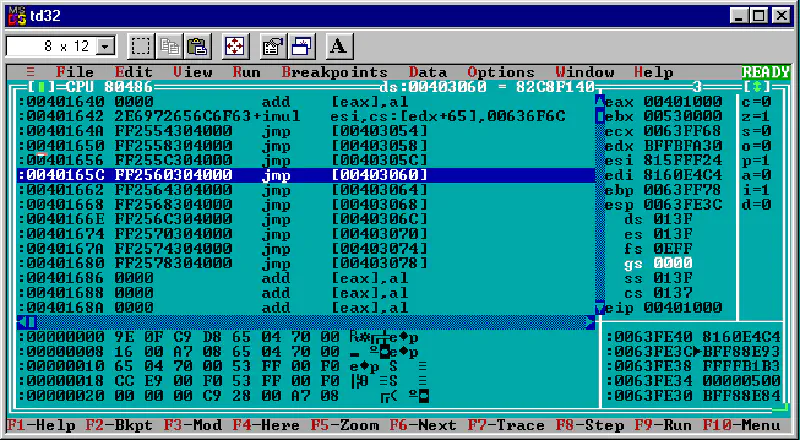 td32
8 x 12
≡ File Edit View Run Breakpoints Data Options Window Help READY
[■]=CPU 80486 ds:00403060 = 82C8F140 3 [↕]
:00401640 0000 add [eax],al
:00401642 2E6972656C6F63+imul esi,cs:[edx+65],00636F6C
:0040164A FF2554304000 jmp [00403054]
:00401650 FF2558304000 jmp [00403058]
:00401656 FF255C304000 jmp [0040305C]
:0040165C FF2560304000 jmp [00403060]
:00401662 FF2564304000 jmp [00403064]
:00401668 FF2568304000 jmp [00403068]
:0040166E FF256C304000 jmp [0040306C]
:00401674 FF2570304000 jmp [00403070]
:0040167A FF2574304000 jmp [00403074]
:00401680 FF2578304000 jmp [00403078]
:00401686 0000 add [eax],al
:00401688 0000 add [eax],al
:0040168A 0000 add [eax],al
eax 00401000 c=0
ebx 00530000 z=1
ecx 0063FF68 s=0
edx BFFBFA30 o=0
esi 815FFF24 p=1
edi 8160E4C4 a=0
ebp 0063FF78 i=1
esp 0063FE3C d=0
ds 013F
es 013F
fs 0EFF
gs 0000
ss 013F
cs 0137
eip 00401000
:00000000 9E 0F C9 D8 65 04 70 00
:00000008 16 00 A7 08 65 04 70 00
:00000010 65 04 70 00 53 FF 00 F0 e♦p S ≡
:00000018 CC E9 00 F0 53 FF 00 F0
:00000020 00 00 00 C9 28 00 A7 08
:0063FE40 8160E4C4
:0063FE3C►BFF88E93
:0063FE38 FFFFB1B3
:0063FE34 00000500
:0063FE30 BFF88E84
F1-Help F2-Bkpt F3-Mod F4-Here F5-Zoom F6-Next F7-Trace F8-Step F9-Run F10-Menu